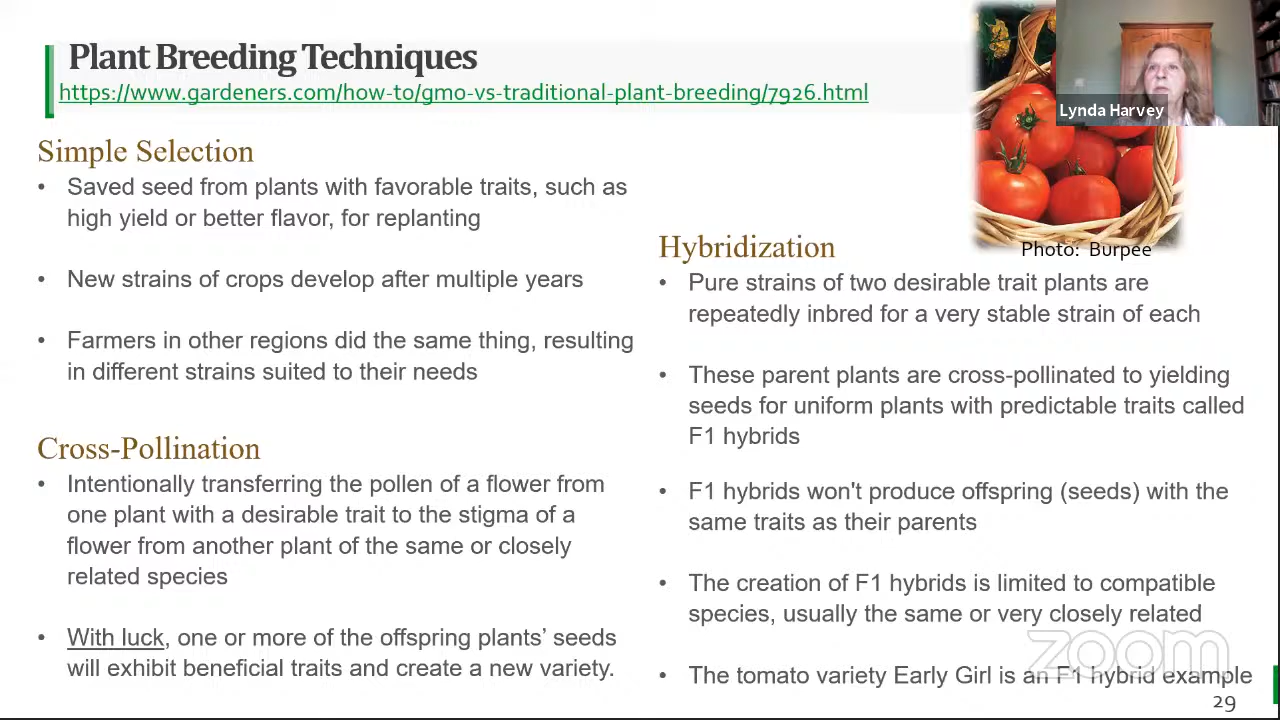 Plant Breeding Techniques
https://www.gardeners.com/how-to/gmo-vs-traditional-plant-breeding/7926.html
Lynda Harvey
Photo: Burpee
Simple Selection
• Saved seed from plants with favorable traits, such as
high yield or better flavor, for replanting
• New strains of crops develop after multiple years
• Farmers in other regions did the same thing, resulting
in different strains suited to their needs
Cross-Pollination
• Intentionally transferring the pollen of a flower from
one plant with a desirable trait to the stigma of a
flower from another plant of the same or closely
related species
• With luck, one or more of the offspring plants’ seeds
will exhibit beneficial traits and create a new variety.
Hybridization
• Pure strains of two desirable trait plants are
repeatedly inbred for a very stable strain of each
• These parent plants are cross-pollinated to yielding
seeds for uniform plants with predictable traits called
F1 hybrids
• F1 hybrids won't produce offspring (seeds) with the
same traits as their parents
• The creation of F1 hybrids is limited to compatible
species, usually the same or very closely related
• The tomato variety Early Girl is an F1 hybrid example
zoom
29